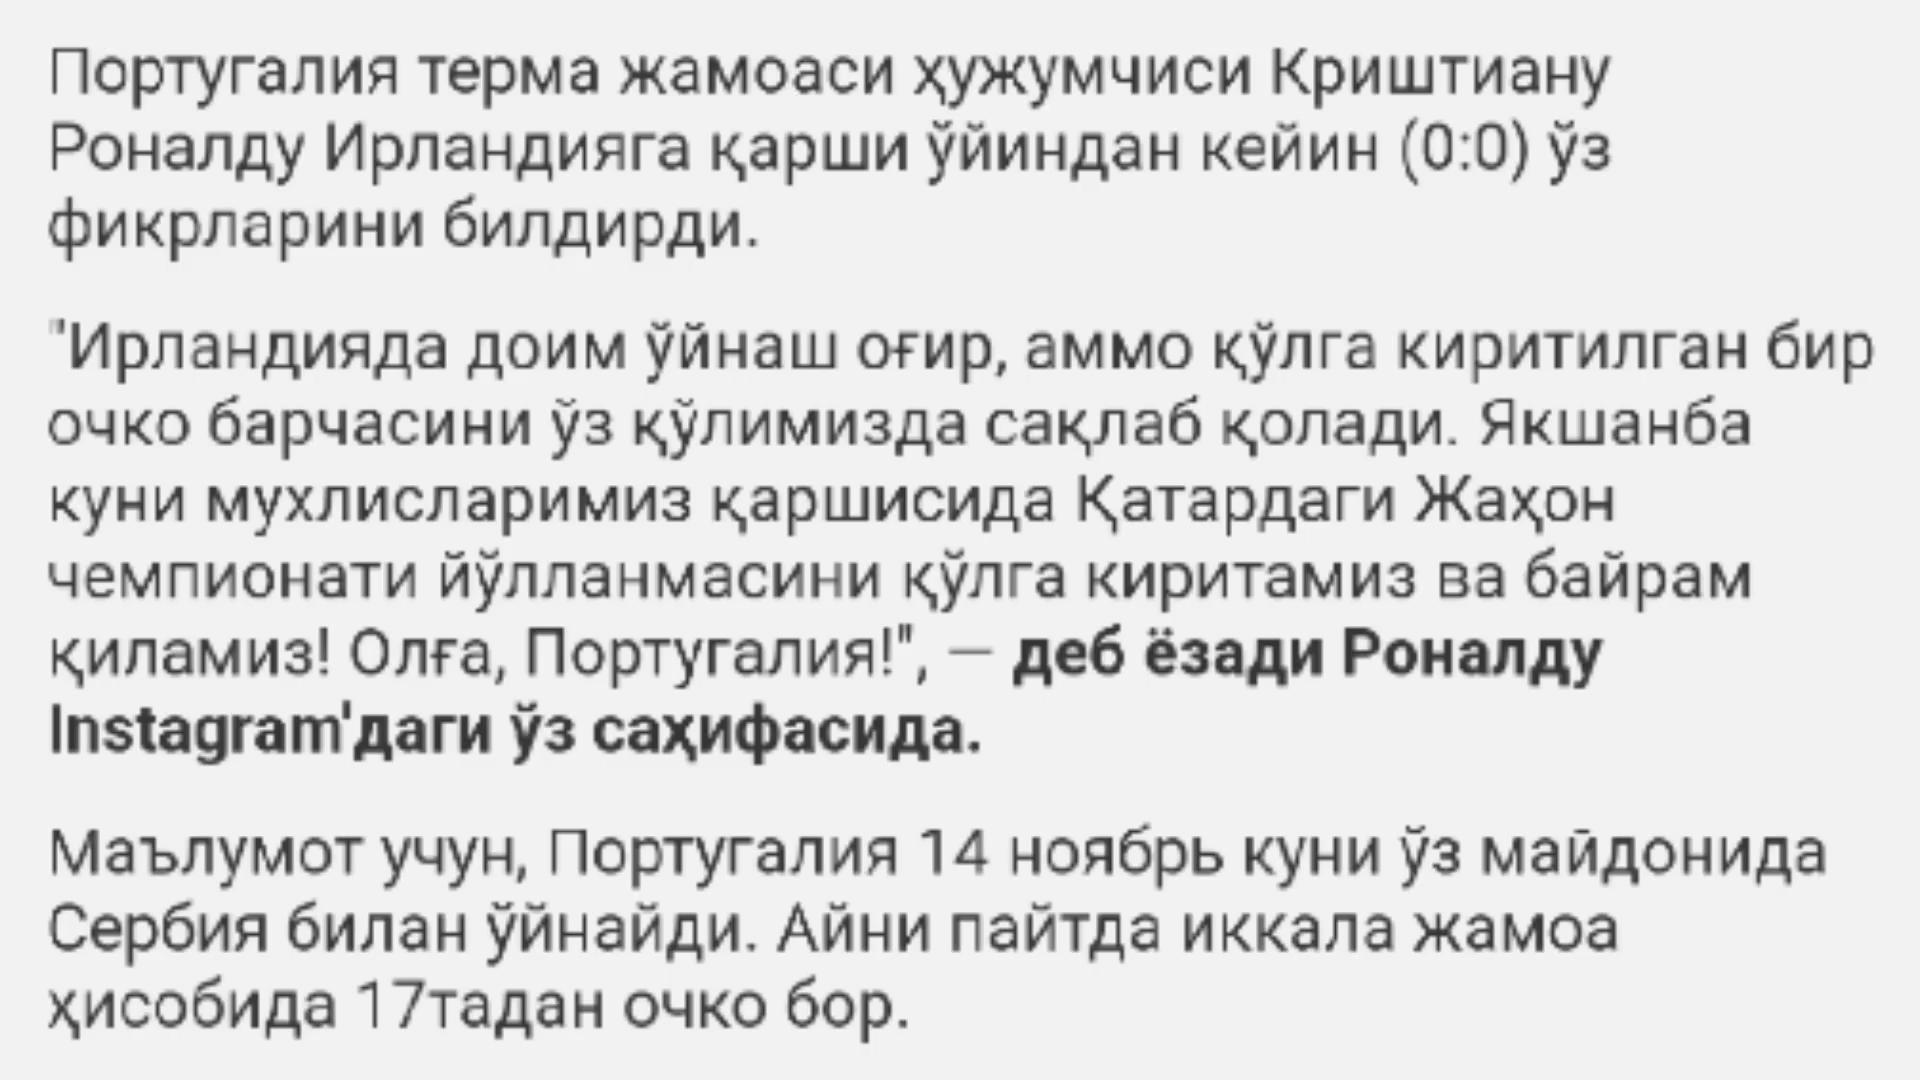 Португалия терма жамоаси ҳужумчиси Криштиану
Роналду Ирландияга қарши ўйиндан кейин (0:0) ўз
фикрларини билдирди.
"Ирландияда доим ўйнаш оғир, аммо қўлга киритилган бир
очко барчасини ўз қўлимизда сақлаб қолади. Якшанба
куни мухлисларимиз қаршисида Қатардаги Жаҳон
чемпионати йўлланмасини қўлга киритамиз ва байрам
қиламиз! Олға, Португалия!", — деб ёзади Роналду
Instagram'даги ўз саҳифасида.
Маълумот учун, Португалия 14 ноябрь куни ўз майдонида
Сербия билан ўйнайди. Айни пайтда иккала жамоа
ҳисобида 17тадан очко бор.